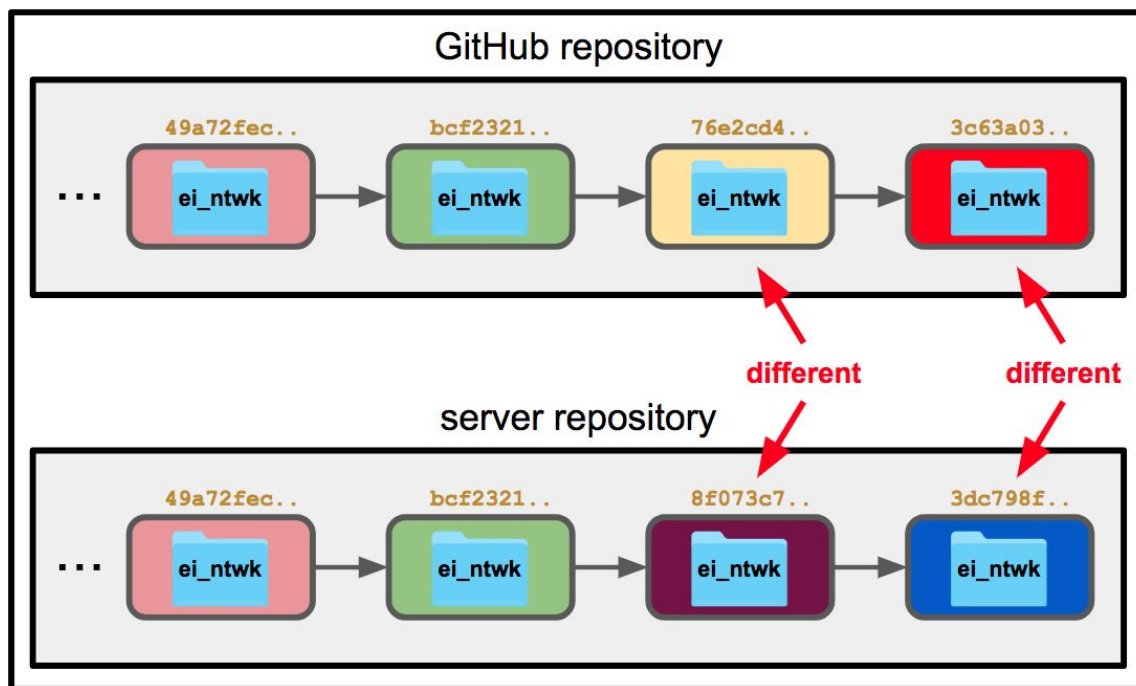 GitHub repository
49a72fec.. bcf2321.. 76e2cd4.. 3c63a03..
... ei_ntwk ei_ntwk ei_ntwk ei_ntwk
different different
server repository
49a72fec.. bcf2321.. 8f073c7.. 3dc798f..
... ei_ntwk ei_ntwk ei_ntwk ei_ntwk